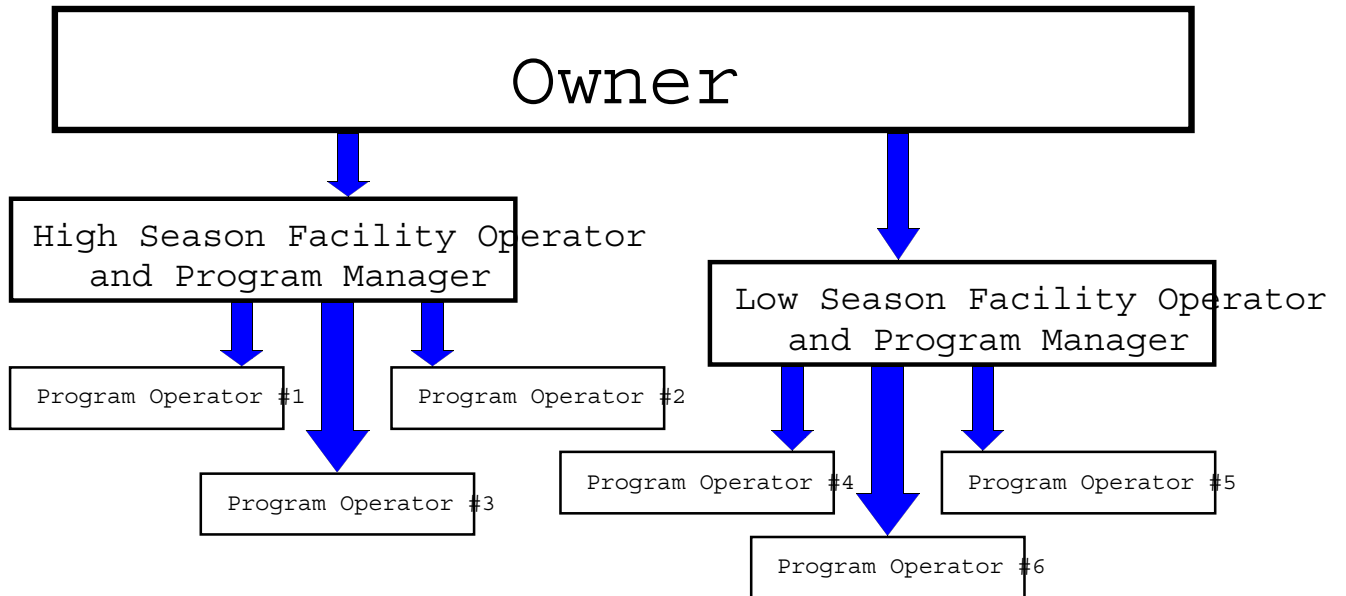 Owner
High Season Facility Operator
and Program Manager
Low Season Facility Operator
and Program Manager
Program Operator #1
Program Operator #2
Program Operator #3
Program Operator #4
Program Operator #5
Program Operator #6